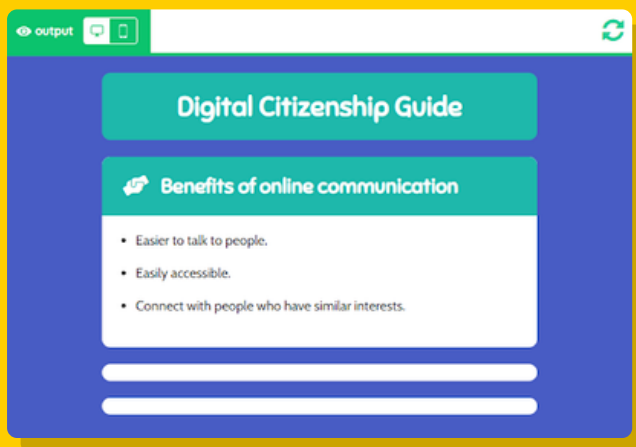 output
Digital Citizenship Guide
Benefits of online communication
• Easier to talk to people.
• Easily accessible.
• Connect with people who have similar interests.